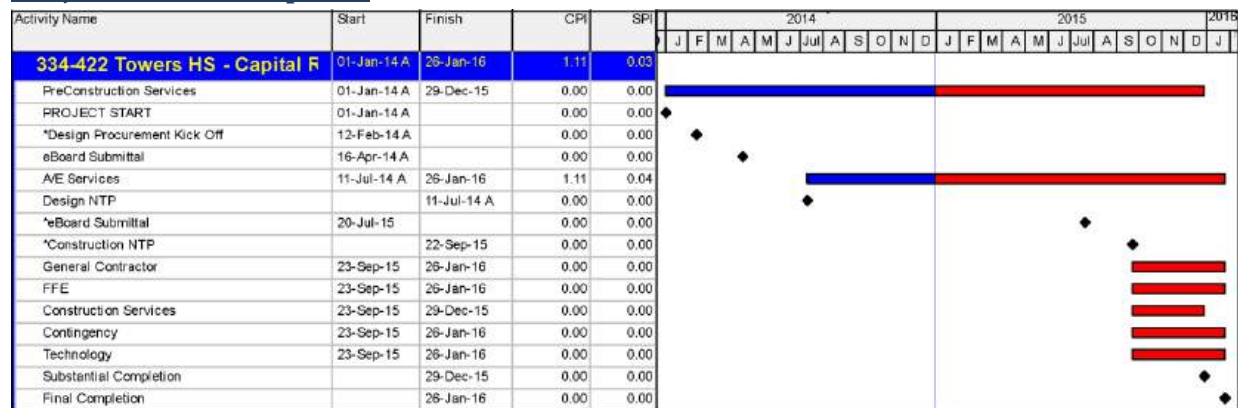 Activity Name Start Finish CPI SPI 2014 2015 2016
J F M A M J Jul A S O N D J F M A M J Jul A S O N D J
334-422 Towers HS - Capital R 01-Jan-14 A 26-Jan-16 1.11 0.03
PreConstruction Services 01-Jan-14 A 29-Dec-15 0.00 0.00
PROJECT START 01-Jan-14 A 0.00 0.00
*Design Procurement Kick Off 12-Feb-14 A 0.00 0.00
eBoard Submittal 16-Apr-14 A 0.00 0.00
A/E Services 11-Jul-14 A 26-Jan-16 1.11 0.04
Design NTP 11-Jul-14 A 0.00 0.00
*eBoard Submittal 20-Jul-15 0.00 0.00
*Construction NTP 22-Sep-15 0.00 0.00
General Contractor 23-Sep-15 26-Jan-16 0.00 0.00
FFE 23-Sep-15 26-Jan-16 0.00 0.00
Construction Services 23-Sep-15 29-Dec-15 0.00 0.00
Contingency 23-Sep-15 26-Jan-16 0.00 0.00
Technology 23-Sep-15 26-Jan-16 0.00 0.00
Substantial Completion 29-Dec-15 0.00 0.00
Final Completion 26-Jan-16 0.00 0.00